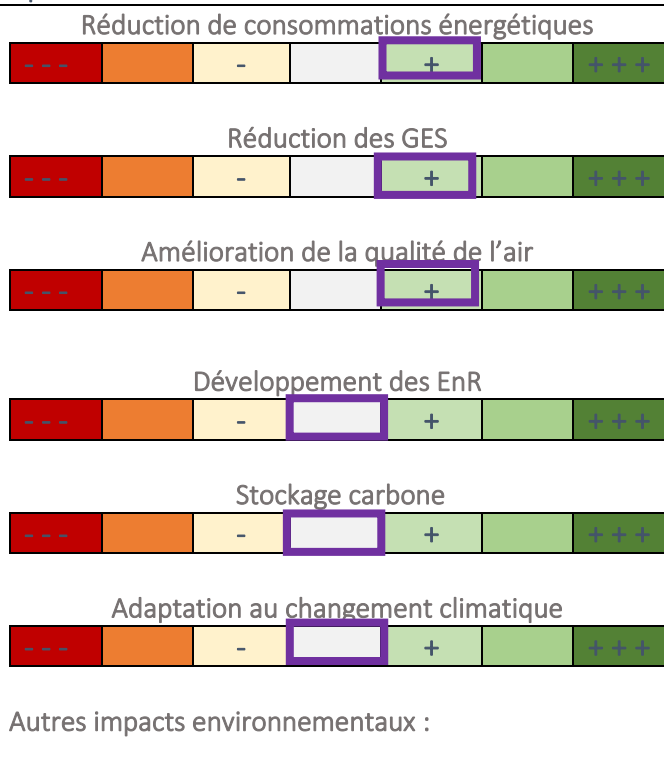 Réduction de consommations énergétiques
- - - - + + + +
Réduction des GES
- - - - + + + +
Amélioration de la qualité de l’air
- - - - + + + +
Développement des EnR
- - - - + + + +
Stockage carbone
- - - - + + + +
Adaptation au changement climatique
- - - - + + + +
Autres impacts environnementaux :